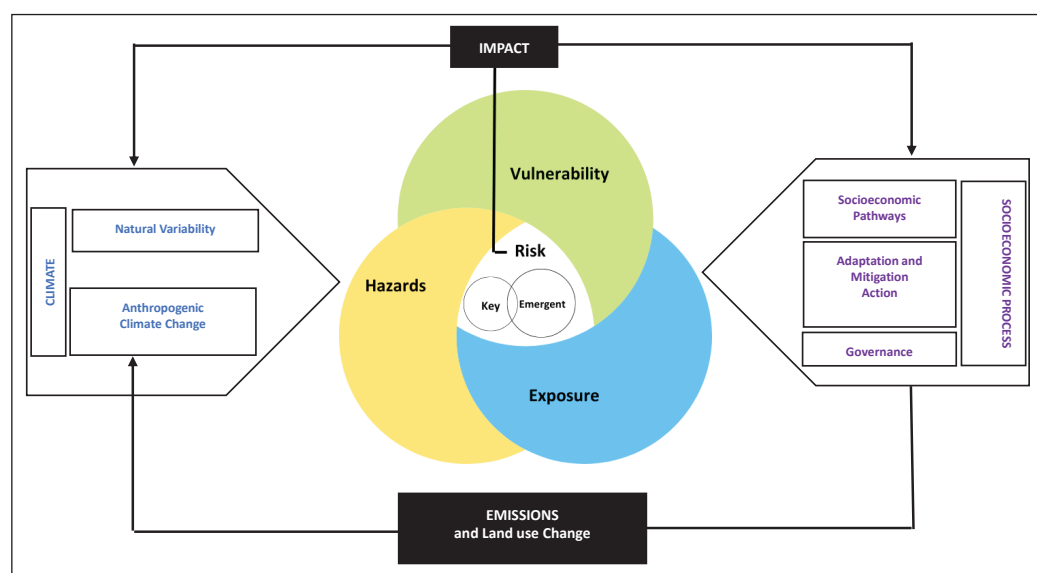 IMPACT
Vulnerability
Risk
Key
Emergent
Hazards
Exposure
CLIMATE
Natural Variability
Anthropogenic
Climate Change
Socioeconomic
Pathways
Adaptation and
Mitigation
Action
Governance
SOCIOECONOMIC PROCESS
EMISSIONS
and Land use Change